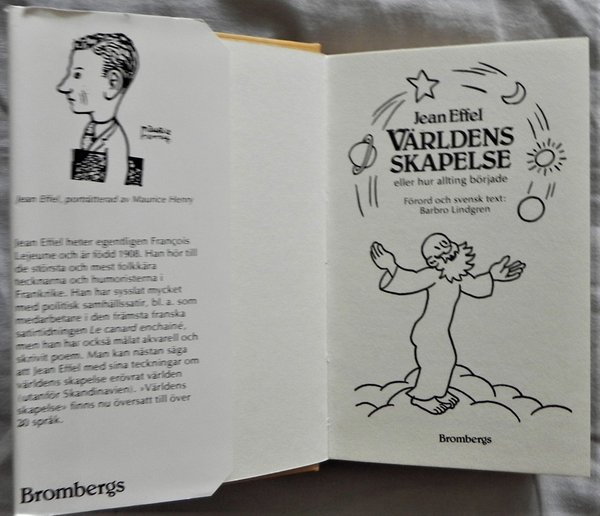 Jean Effel, porträtterad av Maurice Henry
Jean Effel heter egentligen François
Lejeune och är född 1908. Han hör till
de största och mest folkkära
tecknarna och humoristerna i
Frankrike. Han har sysslat mycket
med politisk samhällssatir, bl. a. som
medarbetare i den främsta franska
satirtidningen Le canard enchainé,
men han har också målat akvarell och
skrivit poem. Man kan nästan säga
att Jean Effel med sina teckningar om
världens skapelse erövrat världen
(utanför Skandinavien). »Världens
skapelse» finns nu översatt till över
20 språk.
Brombergs
Jean Effel
VÄRLDENS
SKAPELSE
eller hur allting började
Förord och svensk text:
Barbro Lindgren
Brombergs